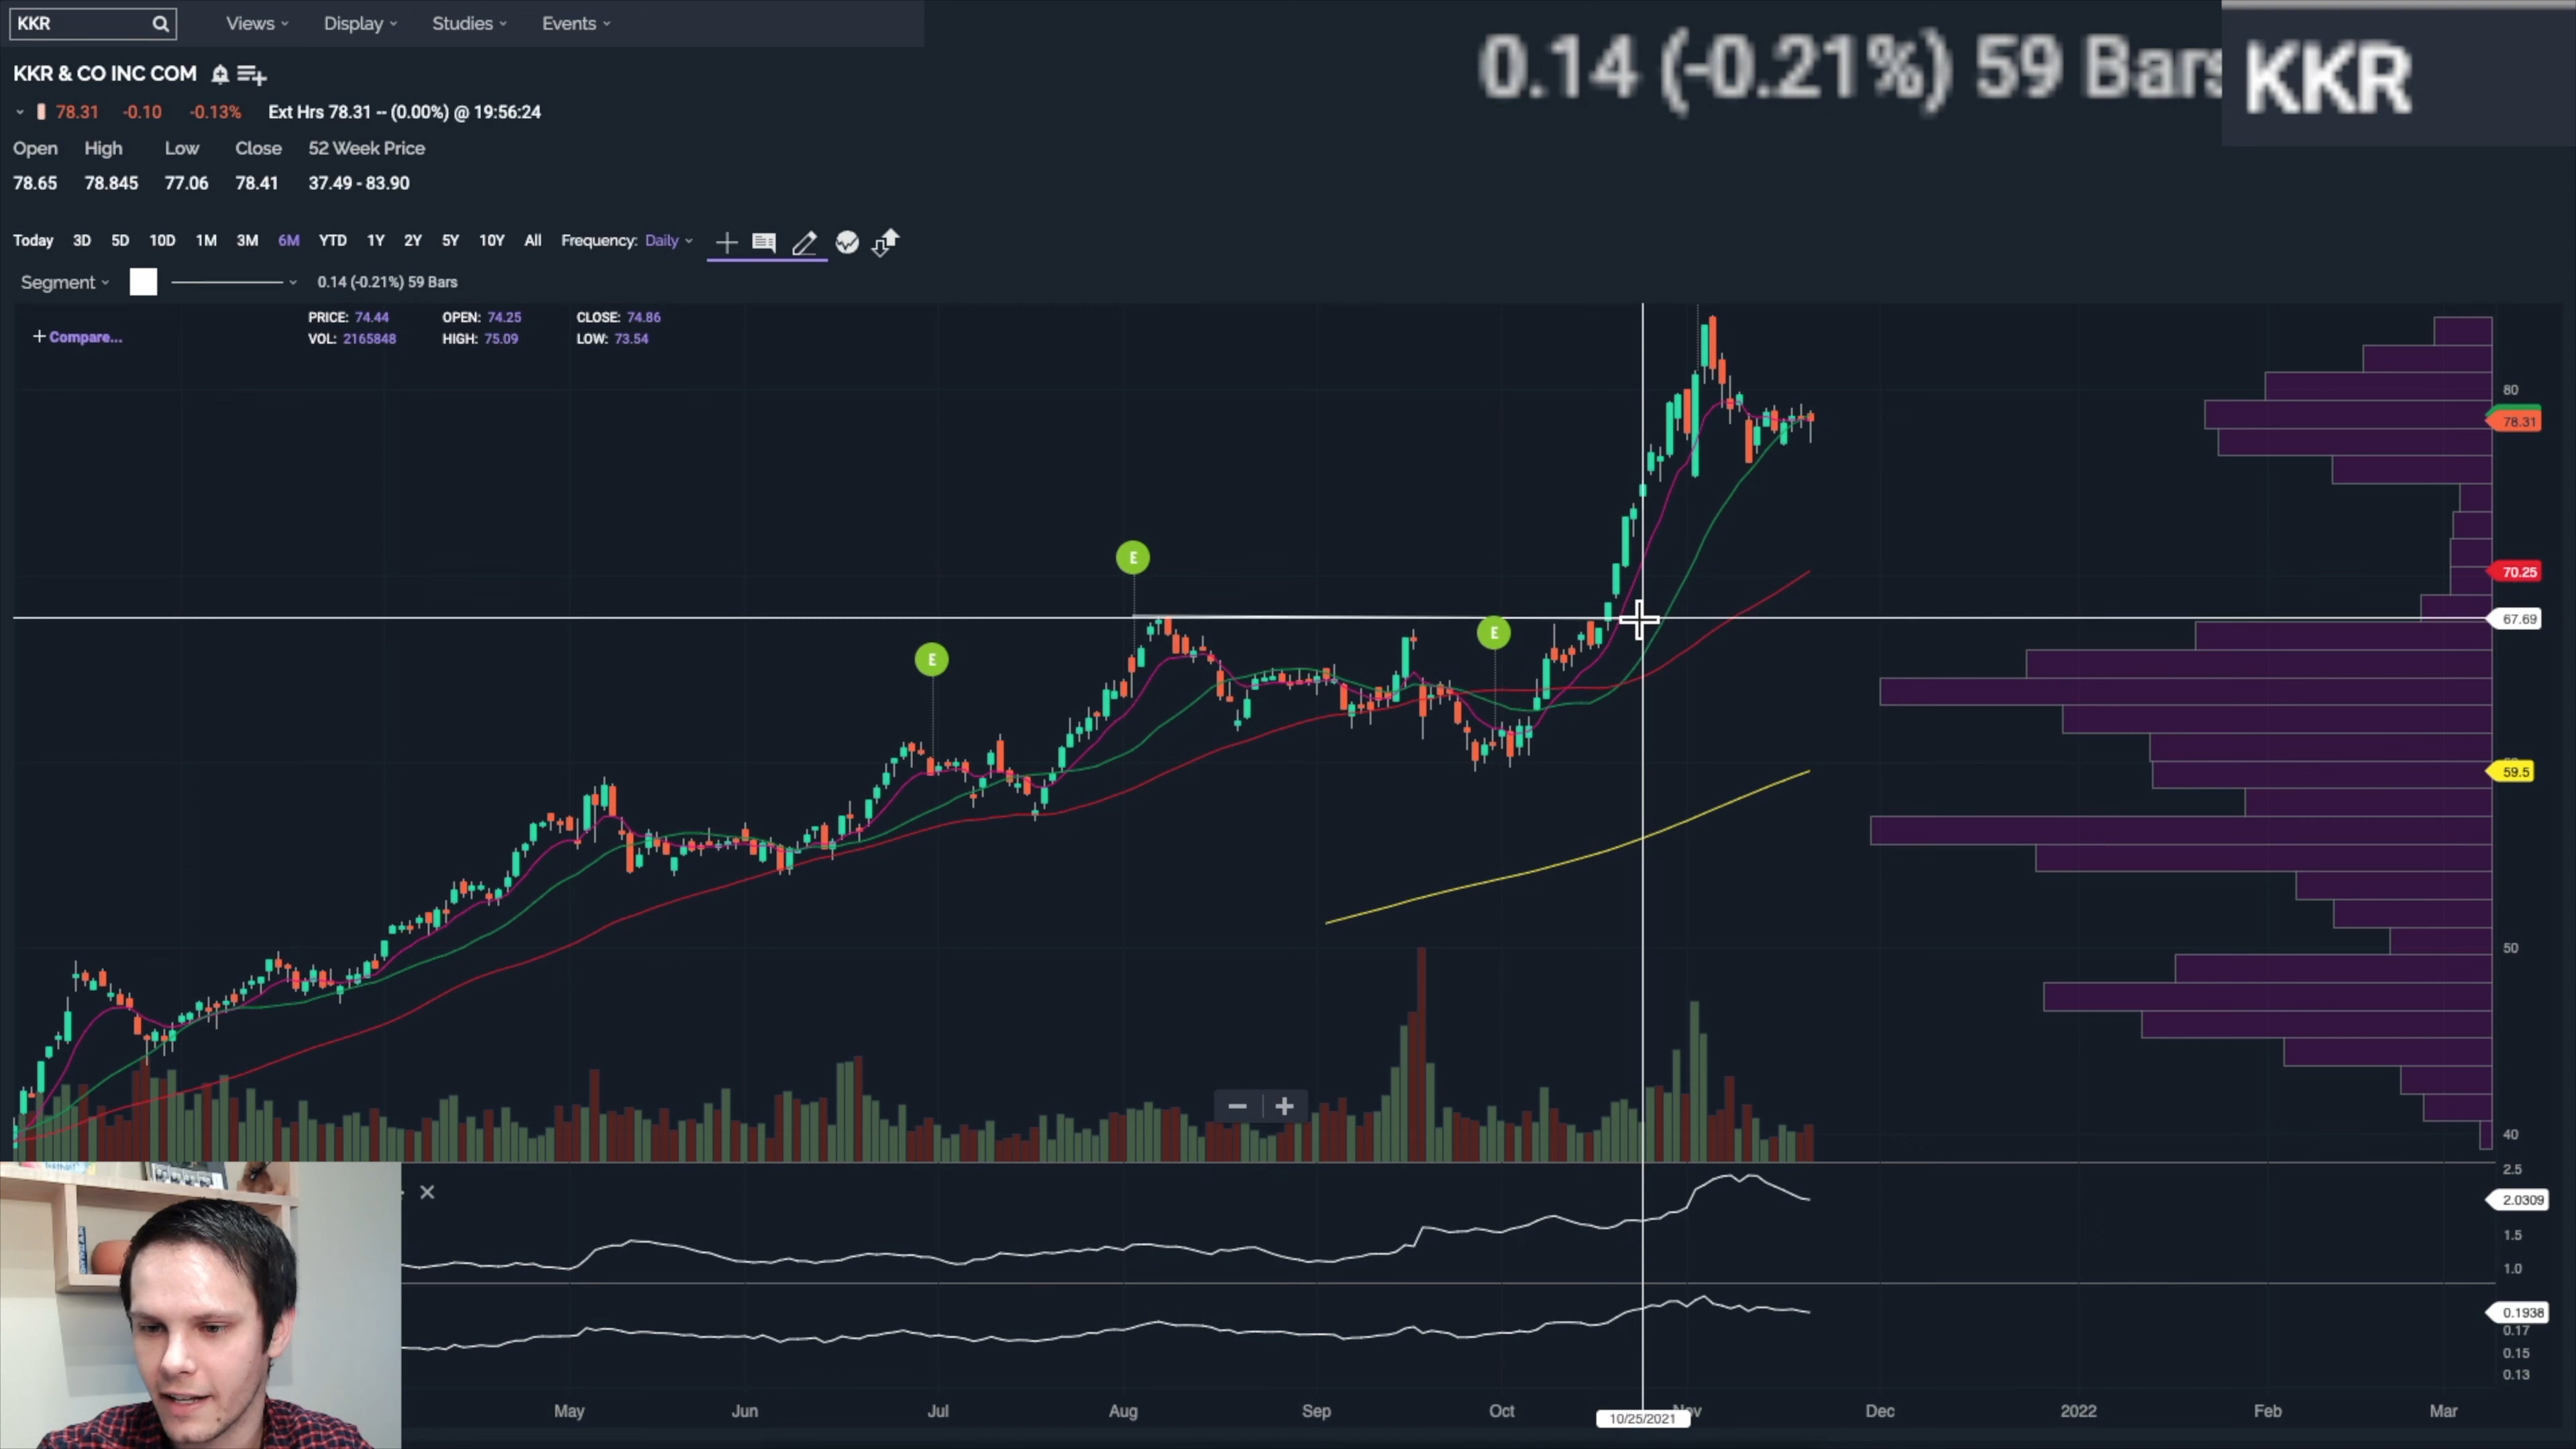 KKR
Views Display Studies Events
0.14 (-0.21%) 59 Bars
KKR
KKR & CO INC COM
78.31 -0.10 -0.13% Ext Hrs 78.31 -- (0.00%) @ 19:56:24
Open High Low Close 52 Week Price
78.65 78.845 77.06 78.41 37.49 - 83.90
Today 3D 5D 10D 1M 3M 6M YTD 1Y 2Y 5Y 10Y All Frequency: Daily
Segment 0.14 (-0.21%) 59 Bars
PRICE: 74.44 OPEN: 74.25 CLOSE: 74.86
+ Compare...
VOL: 2165848 HIGH: 75.09 LOW: 73.54
80
78.31
E
70.25
67.69
E
E
59.5
50
40
2.5
2.0309
1.5
1.0
0.1938
0.17
0.15
0.13
May Jun Jul Aug Sep Oct 10/25/2021 Nov Dec 2022 Feb Mar